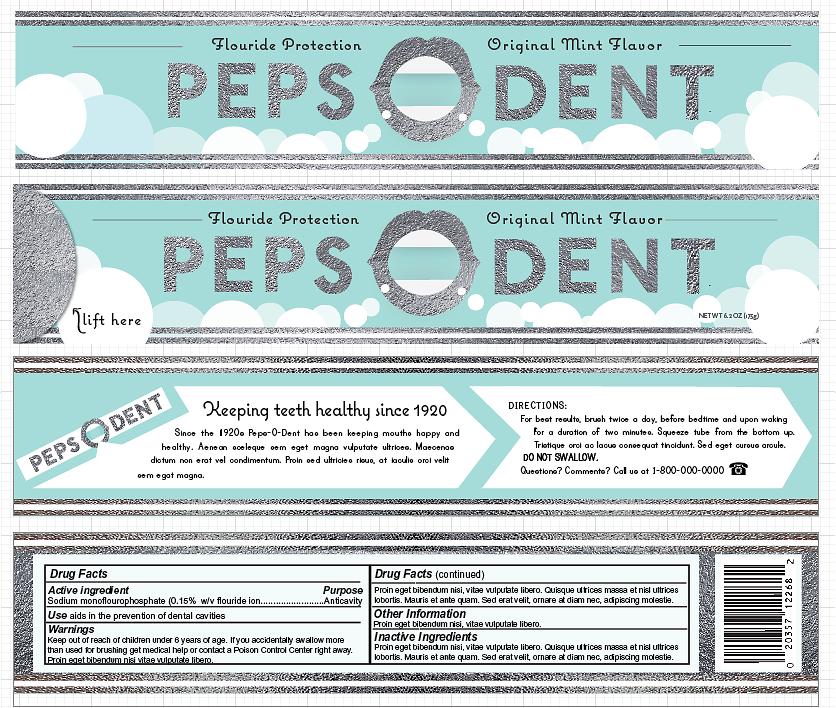 Flouride Protection Original Mint Flavor
PEPS O DENT
Flouride Protection Original Mint Flavor
PEPS O DENT
lift here
NET WT 6.2 OZ (175g)
PEPS O DENT
Keeping teeth healthy since 1920
Since the 1920s Peps-O-Dent has been keeping mouths happy and
healthy. Aenean sceleque sem eget magna vulputate ultrices. Maecenas
dictum non erat vel condimentum. Proin sed ultricies risus, at iaculis orci velit
sem egat magna.
DIRECTIONS:
For best results, brush twice a day, before bedtime and upon waking
for a duration of two minutes. Squeeze tube from the bottom up.
Tristique orci ac lacus consequat tincidunt. Sed eget cursus arcule.
DO NOT SWALLOW.
Questions? Comments? Call us at 1-800-000-0000
Drug Facts
Active ingredient Purpose
Sodium monoflourophosphate (0.15% w/v flouride ion........................Anticavity
Use aids in the prevention of dental cavities
Warnings
Keep out of reach of children under 6 years of age. If you accidentally swallow more
than used for brushing get medical help or contact a Poison Control Center right away.
Proin eget bibendum nisi vitae vulputate libero.
Drug Facts (continued)
Proin eget bibendum nisi, vitae vulputate libero. Quisque ultrices massa et nisl ultrices
lobortis. Mauris et ante quam. Sed erat velit, ornare at diam nec, adipiscing molestie.
Other Information
Proin eget bibendum nisi, vitae vulputate libero.
Inactive Ingredients
Proin eget bibendum nisi, vitae vulputate libero. Quisque ultrices massa et nisl ultrices
lobortis. Mauris et ante quam. Sed erat velit, ornare at diam nec, adipiscing molestie.
0 20357 12268 2